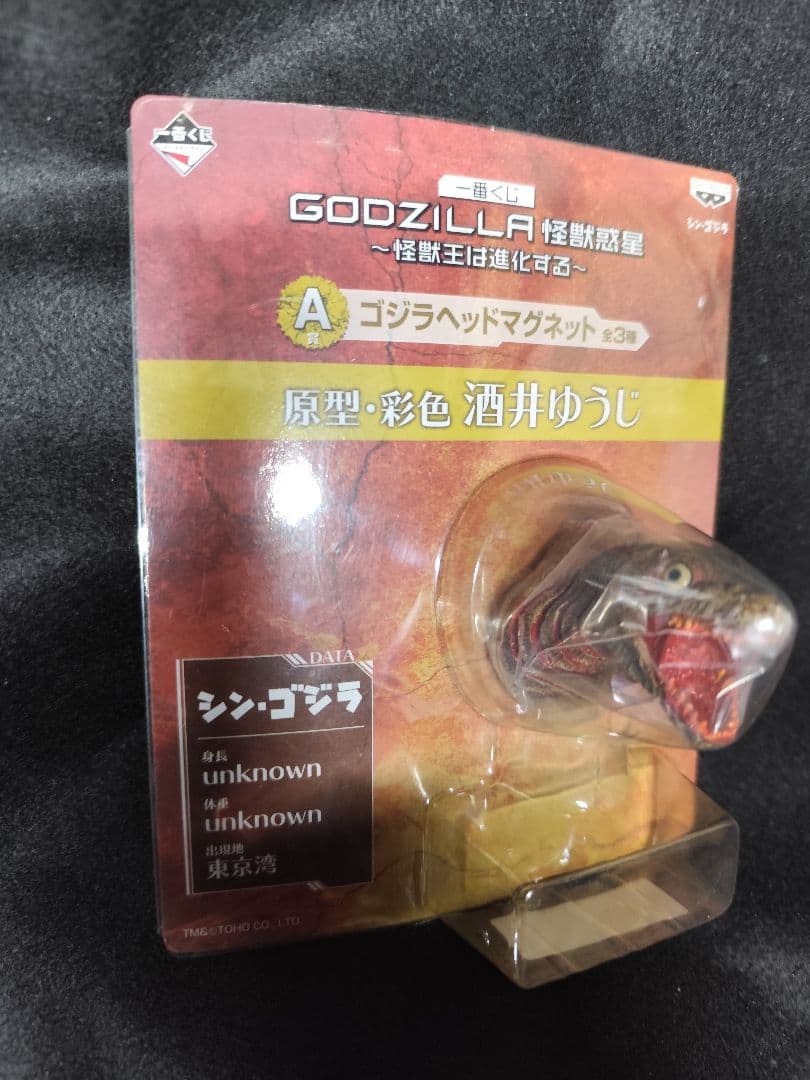 一番くじ
一番くじ
GODZILLA 怪獣惑星
～怪獣王は進化する～
シン・ゴジラ
A賞
ゴジラヘッドマグネット 全3種
原型・彩色 酒井ゆうじ
DATA
シン・ゴジラ
身長
unknown
体重
unknown
出現地
東京湾
TM&©TOHO CO., LTD.